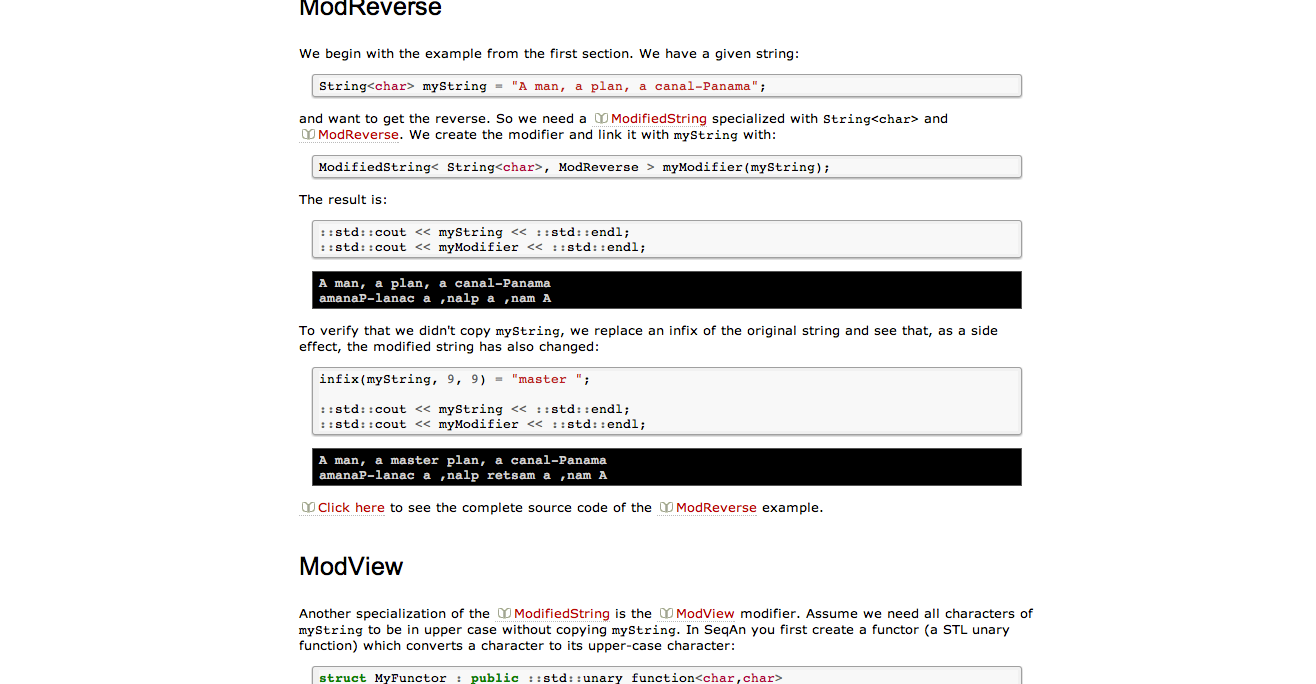 ModReverse
We begin with the example from the first section. We have a given string:
String<char> myString = "A man, a plan, a canal-Panama";
and want to get the reverse. So we need a ModifiedString specialized with String<char> and
ModReverse. We create the modifier and link it with myString with:
ModifiedString< String<char>, ModReverse > myModifier(myString);
The result is:
::std::cout << myString << ::std::endl;
::std::cout << myModifier << ::std::endl;
A man, a plan, a canal-Panama
amanaP-lanac a ,nalp a ,nam A
To verify that we didn't copy myString, we replace an infix of the original string and see that, as a side
effect, the modified string has also changed:
infix(myString, 9, 9) = "master ";
::std::cout << myString << ::std::endl;
::std::cout << myModifier << ::std::endl;
A man, a master plan, a canal-Panama
amanaP-lanac a ,nalp retsam a ,nam A
Click here to see the complete source code of the ModReverse example.
ModView
Another specialization of the ModifiedString is the ModView modifier. Assume we need all characters of
myString to be in upper case without copying myString. In SeqAn you first create a functor (a STL unary
function) which converts a character to its upper-case character:
struct MyFunctor : public ::std::unary_function<char,char>